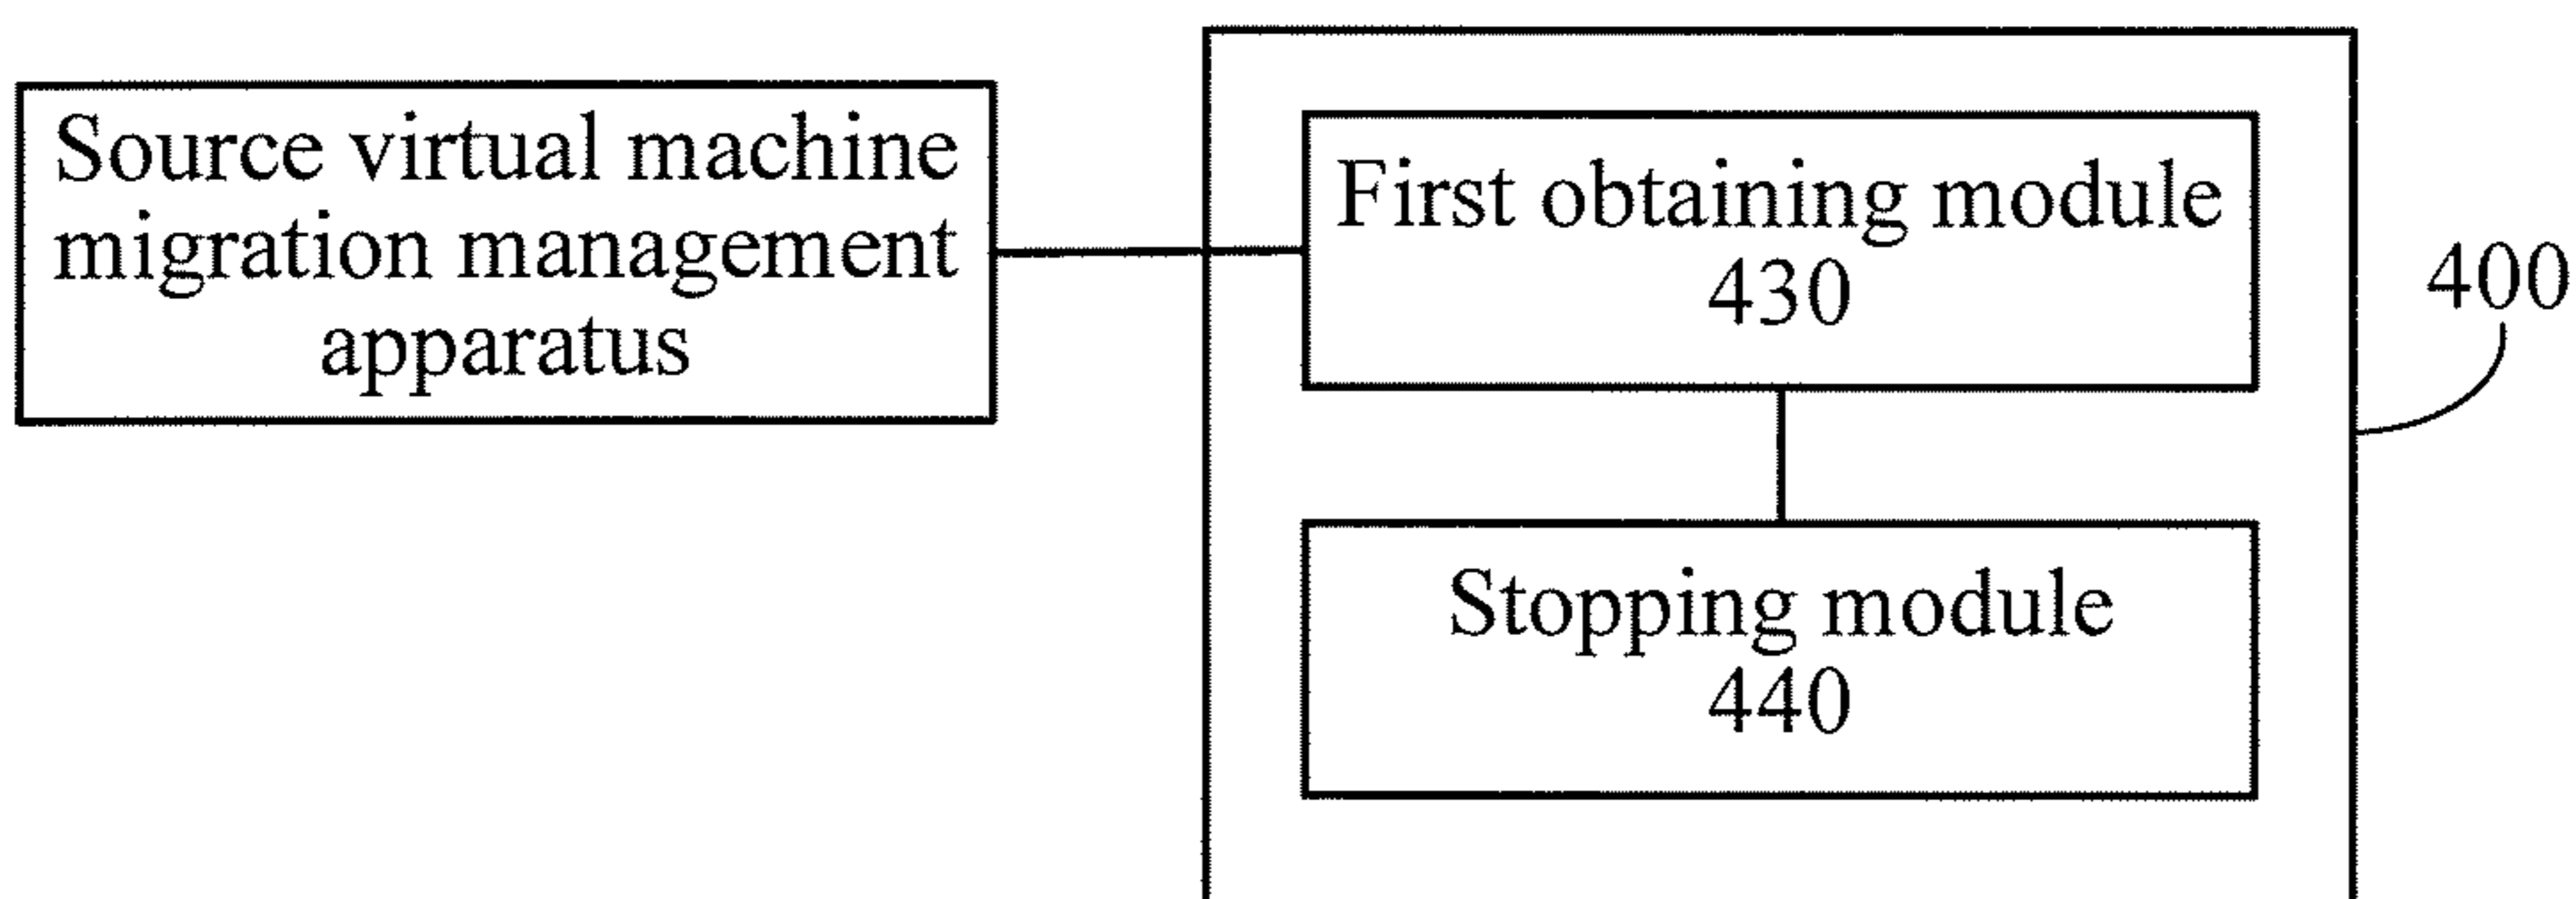 Source virtual machine
migration management
apparatus
First obtaining module
430
400
Stopping module
440